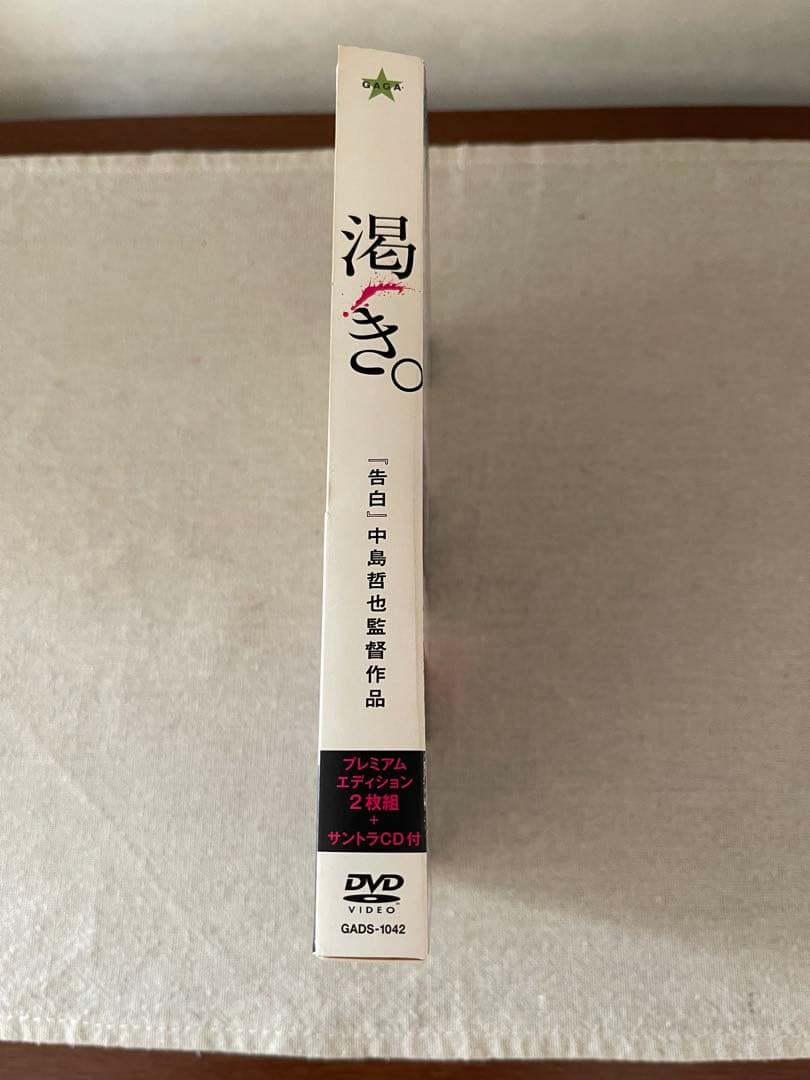 GAGA
渇き。
『告白』中島哲也監督作品
プレミアム
エディション
2枚組
+
サントラCD付
DVD
VIDEO
GADS-1042